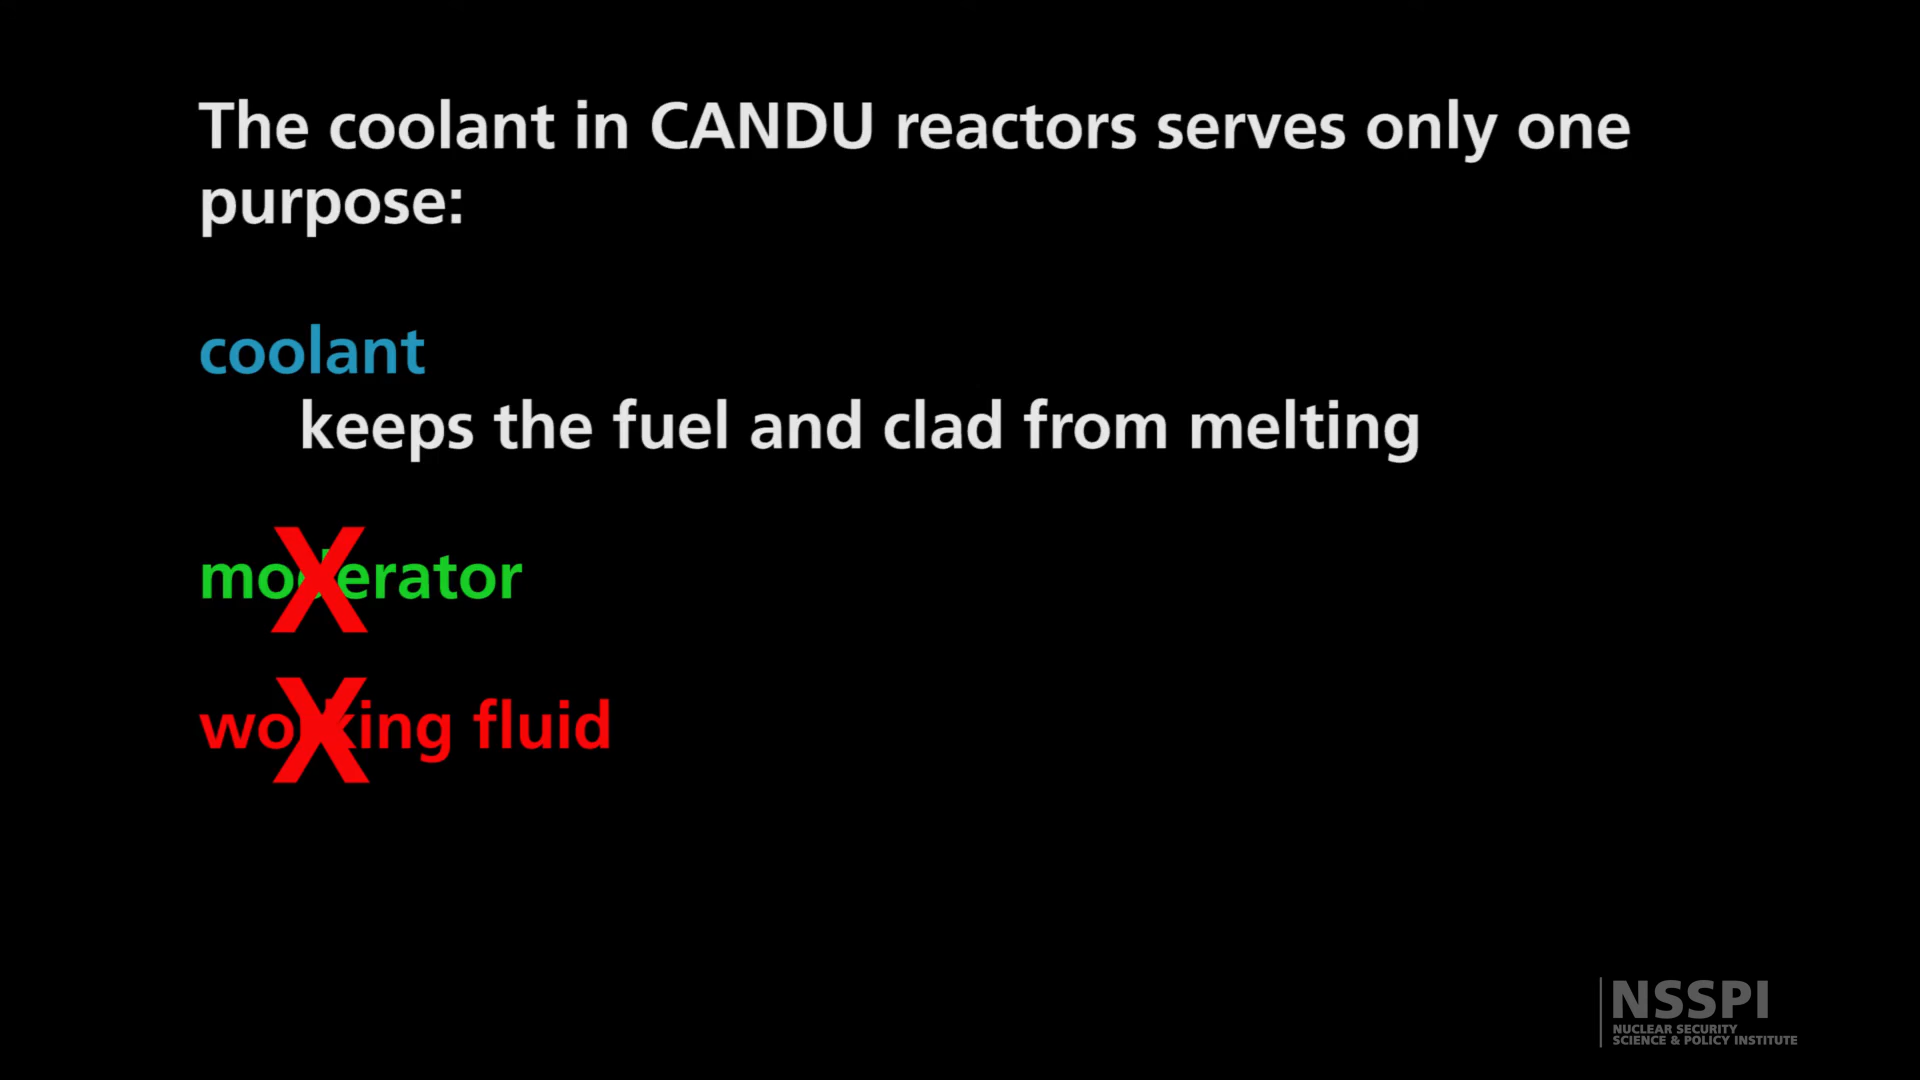 The coolant in CANDU reactors serves only one
purpose:
coolant
keeps the fuel and clad from melting
moderator
X
working fluid
X
NSSPI
NUCLEAR SECURITY
SCIENCE & POLICY INSTITUTE